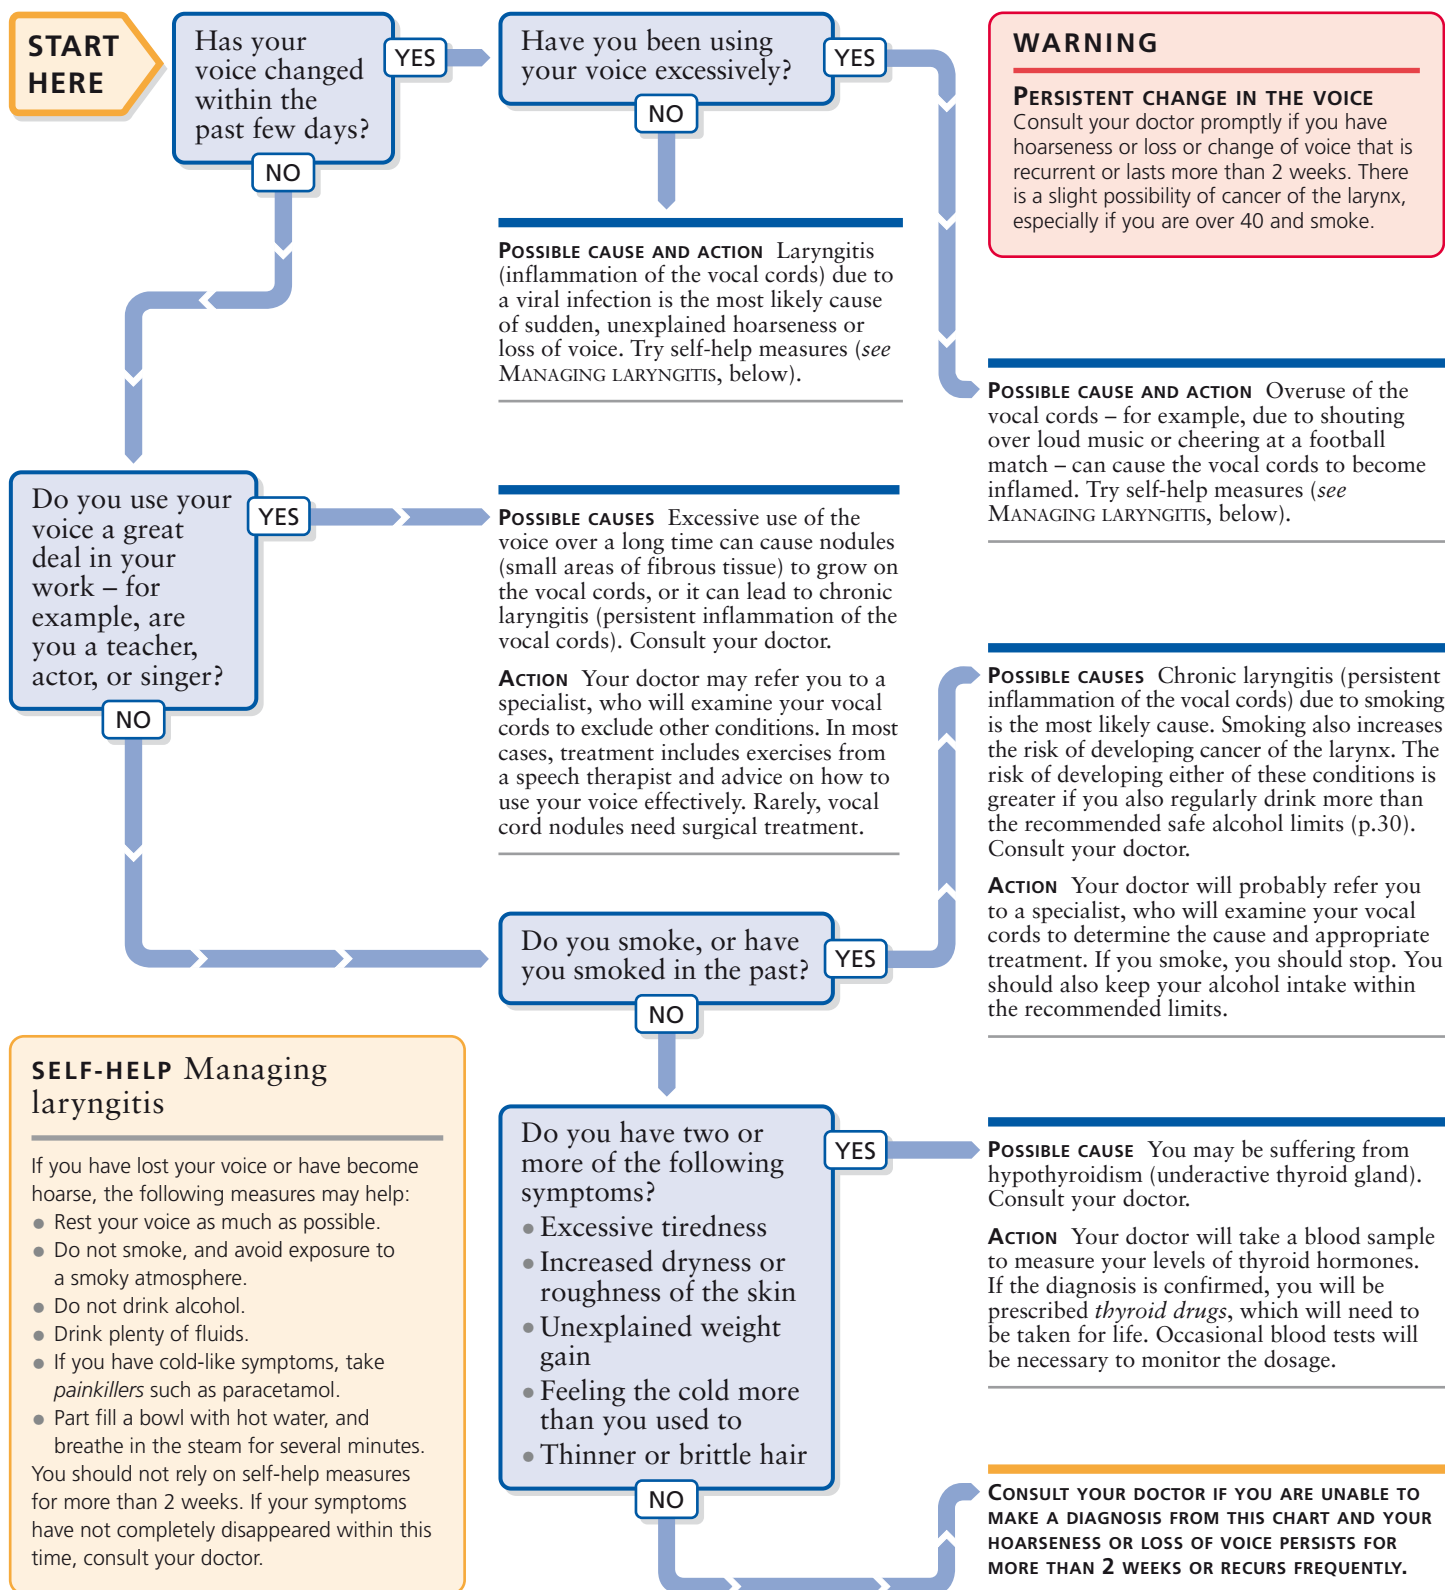 START
HERE
Has your
voice changed
within the
past few days?
YES
NO
Have you been using
your voice excessively?
YES
NO
WARNING
PERSISTENT CHANGE IN THE VOICE
Consult your doctor promptly if you have
hoarseness or loss or change of voice that is
recurrent or lasts more than 2 weeks. There
is a slight possibility of cancer of the larynx,
especially if you are over 40 and smoke.
POSSIBLE CAUSE AND ACTION Laryngitis
(inflammation of the vocal cords) due to
a viral infection is the most likely cause
of sudden, unexplained hoarseness or
loss of voice. Try self-help measures (see
MANAGING LARYNGITIS, below).
POSSIBLE CAUSE AND ACTION Overuse of the
vocal cords – for example, due to shouting
over loud music or cheering at a football
match – can cause the vocal cords to become
inflamed. Try self-help measures (see
MANAGING LARYNGITIS, below).
Do you use your
voice a great
deal in your
work – for
example, are
you a teacher,
actor, or singer?
YES
NO
POSSIBLE CAUSES Excessive use of the
voice over a long time can cause nodules
(small areas of fibrous tissue) to grow on
the vocal cords, or it can lead to chronic
laryngitis (persistent inflammation of the
vocal cords). Consult your doctor.
ACTION Your doctor may refer you to a
specialist, who will examine your vocal
cords to exclude other conditions. In most
cases, treatment includes exercises from
a speech therapist and advice on how to
use your voice effectively. Rarely, vocal
cord nodules need surgical treatment.
Do you smoke, or have
you smoked in the past?
YES
NO
POSSIBLE CAUSES Chronic laryngitis (persistent
inflammation of the vocal cords) due to smoking
is the most likely cause. Smoking also increases
the risk of developing cancer of the larynx. The
risk of developing either of these conditions is
greater if you also regularly drink more than
the recommended safe alcohol limits (p.30).
Consult your doctor.
ACTION Your doctor will probably refer you
to a specialist, who will examine your vocal
cords to determine the cause and appropriate
treatment. If you smoke, you should stop. You
should also keep your alcohol intake within
the recommended limits.
SELF-HELP Managing
laryngitis
If you have lost your voice or have become
hoarse, the following measures may help:
• Rest your voice as much as possible.
• Do not smoke, and avoid exposure to
a smoky atmosphere.
• Do not drink alcohol.
• Drink plenty of fluids.
• If you have cold-like symptoms, take
painkillers such as paracetamol.
• Part fill a bowl with hot water, and
breathe in the steam for several minutes.
You should not rely on self-help measures
for more than 2 weeks. If your symptoms
have not completely disappeared within this
time, consult your doctor.
Do you have two or
more of the following
symptoms?
• Excessive tiredness
• Increased dryness or
roughness of the skin
• Unexplained weight
gain
• Feeling the cold more
than you used to
• Thinner or brittle hair
YES
NO
POSSIBLE CAUSE You may be suffering from
hypothyroidism (underactive thyroid gland).
Consult your doctor.
ACTION Your doctor will take a blood sample
to measure your levels of thyroid hormones.
If the diagnosis is confirmed, you will be
prescribed thyroid drugs, which will need to
be taken for life. Occasional blood tests will
be necessary to monitor the dosage.
CONSULT YOUR DOCTOR IF YOU ARE UNABLE TO
MAKE A DIAGNOSIS FROM THIS CHART AND YOUR
HOARSENESS OR LOSS OF VOICE PERSISTS FOR
MORE THAN 2 WEEKS OR RECURS FREQUENTLY.